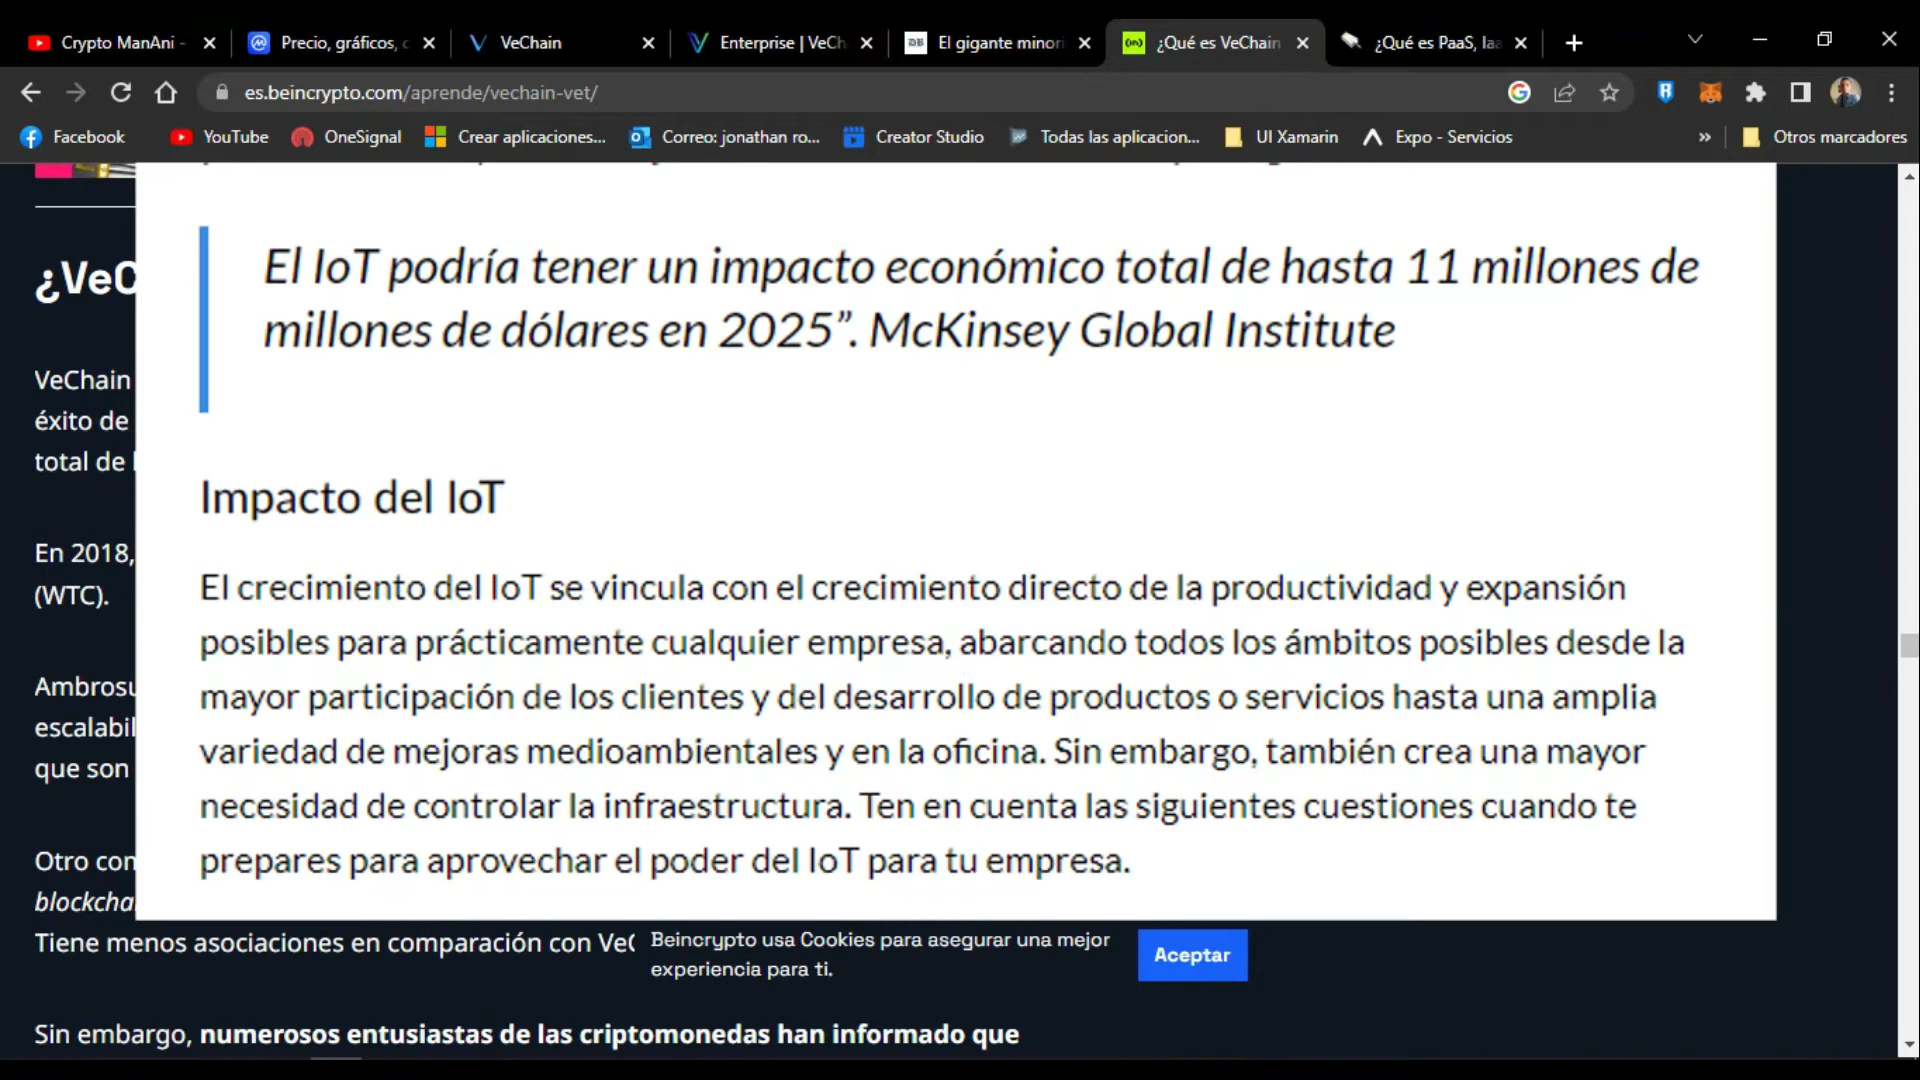 Crypto ManAni -
Precio, gráficos, c
VeChain
Enterprise | VeCh
El gigante minori
¿Qué es VeChain
¿Qué es PaaS, Iaa
es.beincrypto.com/aprende/vechain-vet/
Facebook
YouTube
OneSignal
Crear aplicaciones...
Correo: jonathan ro...
Creator Studio
Todas las aplicacion...
UI Xamarin
Expo - Servicios
»
Otros marcadores
El IoT podría tener un impacto económico total de hasta 11 millones de
millones de dólares en 2025”. McKinsey Global Institute
Impacto del IoT
El crecimiento del IoT se vincula con el crecimiento directo de la productividad y expansión
posibles para prácticamente cualquier empresa, abarcando todos los ámbitos posibles desde la
mayor participación de los clientes y del desarrollo de productos o servicios hasta una amplia
variedad de mejoras medioambientales y en la oficina. Sin embargo, también crea una mayor
necesidad de controlar la infraestructura. Ten en cuenta las siguientes cuestiones cuando te
prepares para aprovechar el poder del IoT para tu empresa.
¿VeC
VeChain
éxito de
total de
En 2018,
(WTC).
Ambrosu
escalabil
que son
Otro con
blockcha
Tiene menos asociaciones en comparación con VeC
Sin embargo, numerosos entusiastas de las criptomonedas han informado que
Beincrypto usa Cookies para asegurar una mejor
experiencia para ti.
Aceptar